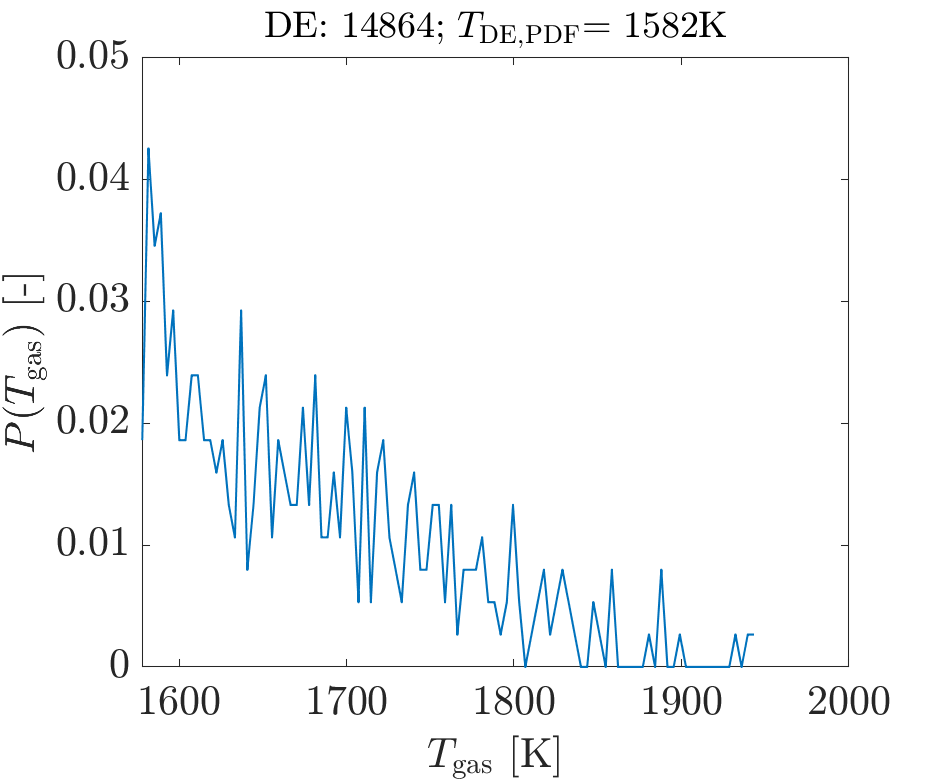 DE: 14864; T_DE,PDF= 1582K
0.05
0.04
0.03
0.02
0.01
0
P(T_gas) [-]
1600 1700 1800 1900 2000
T_gas [K]